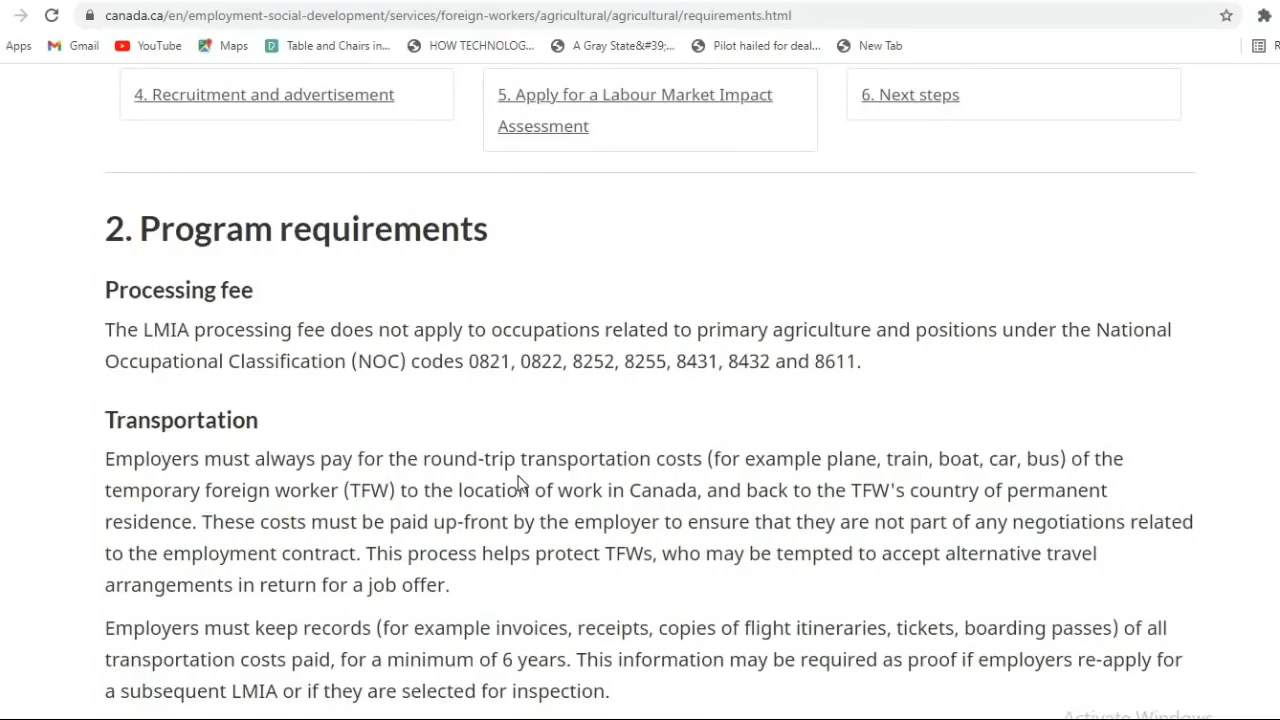 canada.ca/en/employment-social-development/services/foreign-workers/agricultural/agricultural/requirements.html
Apps Gmail YouTube Maps Table and Chairs in... HOW TECHNOLOG... A Gray State&#39;... Pilot hailed for deal... New Tab R
4. Recruitment and advertisement
5. Apply for a Labour Market Impact
Assessment
6. Next steps
2. Program requirements
Processing fee
The LMIA processing fee does not apply to occupations related to primary agriculture and positions under the National
Occupational Classification (NOC) codes 0821, 0822, 8252, 8255, 8431, 8432 and 8611.
Transportation
Employers must always pay for the round-trip transportation costs (for example plane, train, boat, car, bus) of the
temporary foreign worker (TFW) to the location of work in Canada, and back to the TFW's country of permanent
residence. These costs must be paid up-front by the employer to ensure that they are not part of any negotiations related
to the employment contract. This process helps protect TFWs, who may be tempted to accept alternative travel
arrangements in return for a job offer.
Employers must keep records (for example invoices, receipts, copies of flight itineraries, tickets, boarding passes) of all
transportation costs paid, for a minimum of 6 years. This information may be required as proof if employers re-apply for
a subsequent LMIA or if they are selected for inspection.
Activate Windows